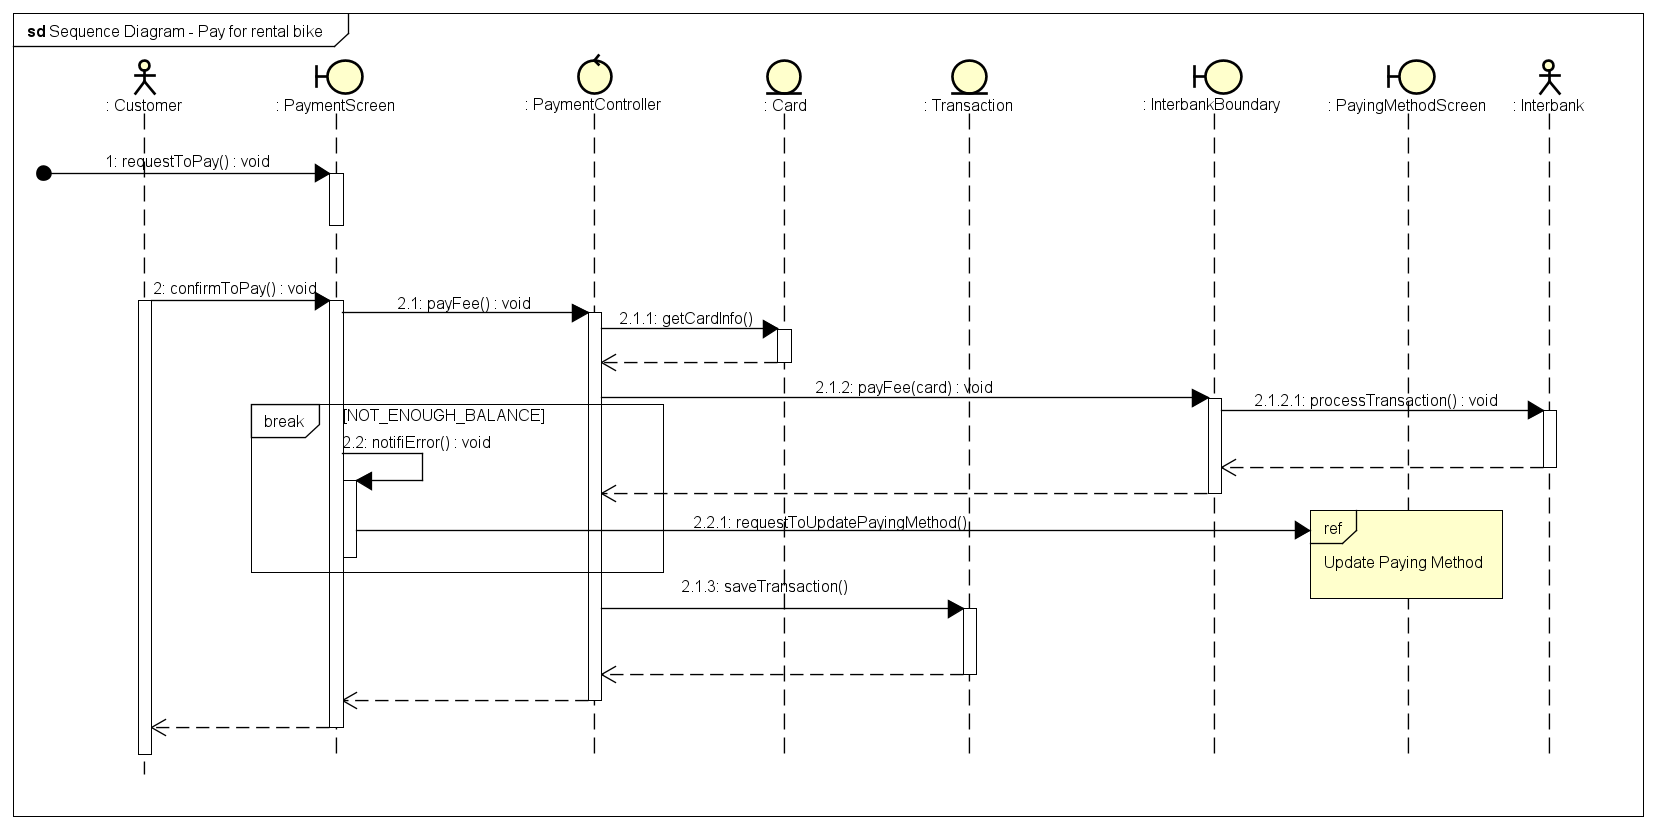 sd Sequence Diagram - Pay for rental bike
: Customer
: PaymentScreen
: PaymentController
: Card
: Transaction
: InterbankBoundary
: PayingMethodScreen
: Interbank
1: requestToPay() : void
2: confirmToPay() : void
2.1: payFee() : void
2.1.1: getCardInfo()
2.1.2: payFee(card) : void
2.1.2.1: processTransaction() : void
break
[NOT_ENOUGH_BALANCE]
2.2: notifiError() : void
2.2.1: requestToUpdatePayingMethod()
ref
Update Paying Method
2.1.3: saveTransaction()